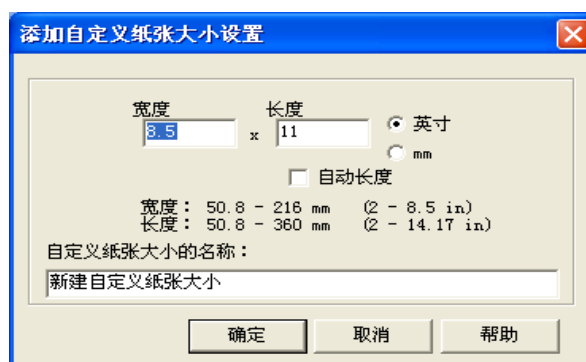 添加自定义纸张大小设置
宽度 长度
8.5 x 11 英寸
mm
自动长度
宽度： 50.8 - 216 mm (2 - 8.5 in)
长度： 50.8 - 360 mm (2 - 14.17 in)
自定义纸张大小的名称：
新建自定义纸张大小
确定 取消 帮助